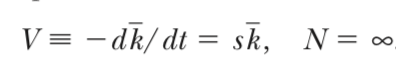 V ≡ −dk̅/dt = sk̅, N = ∞